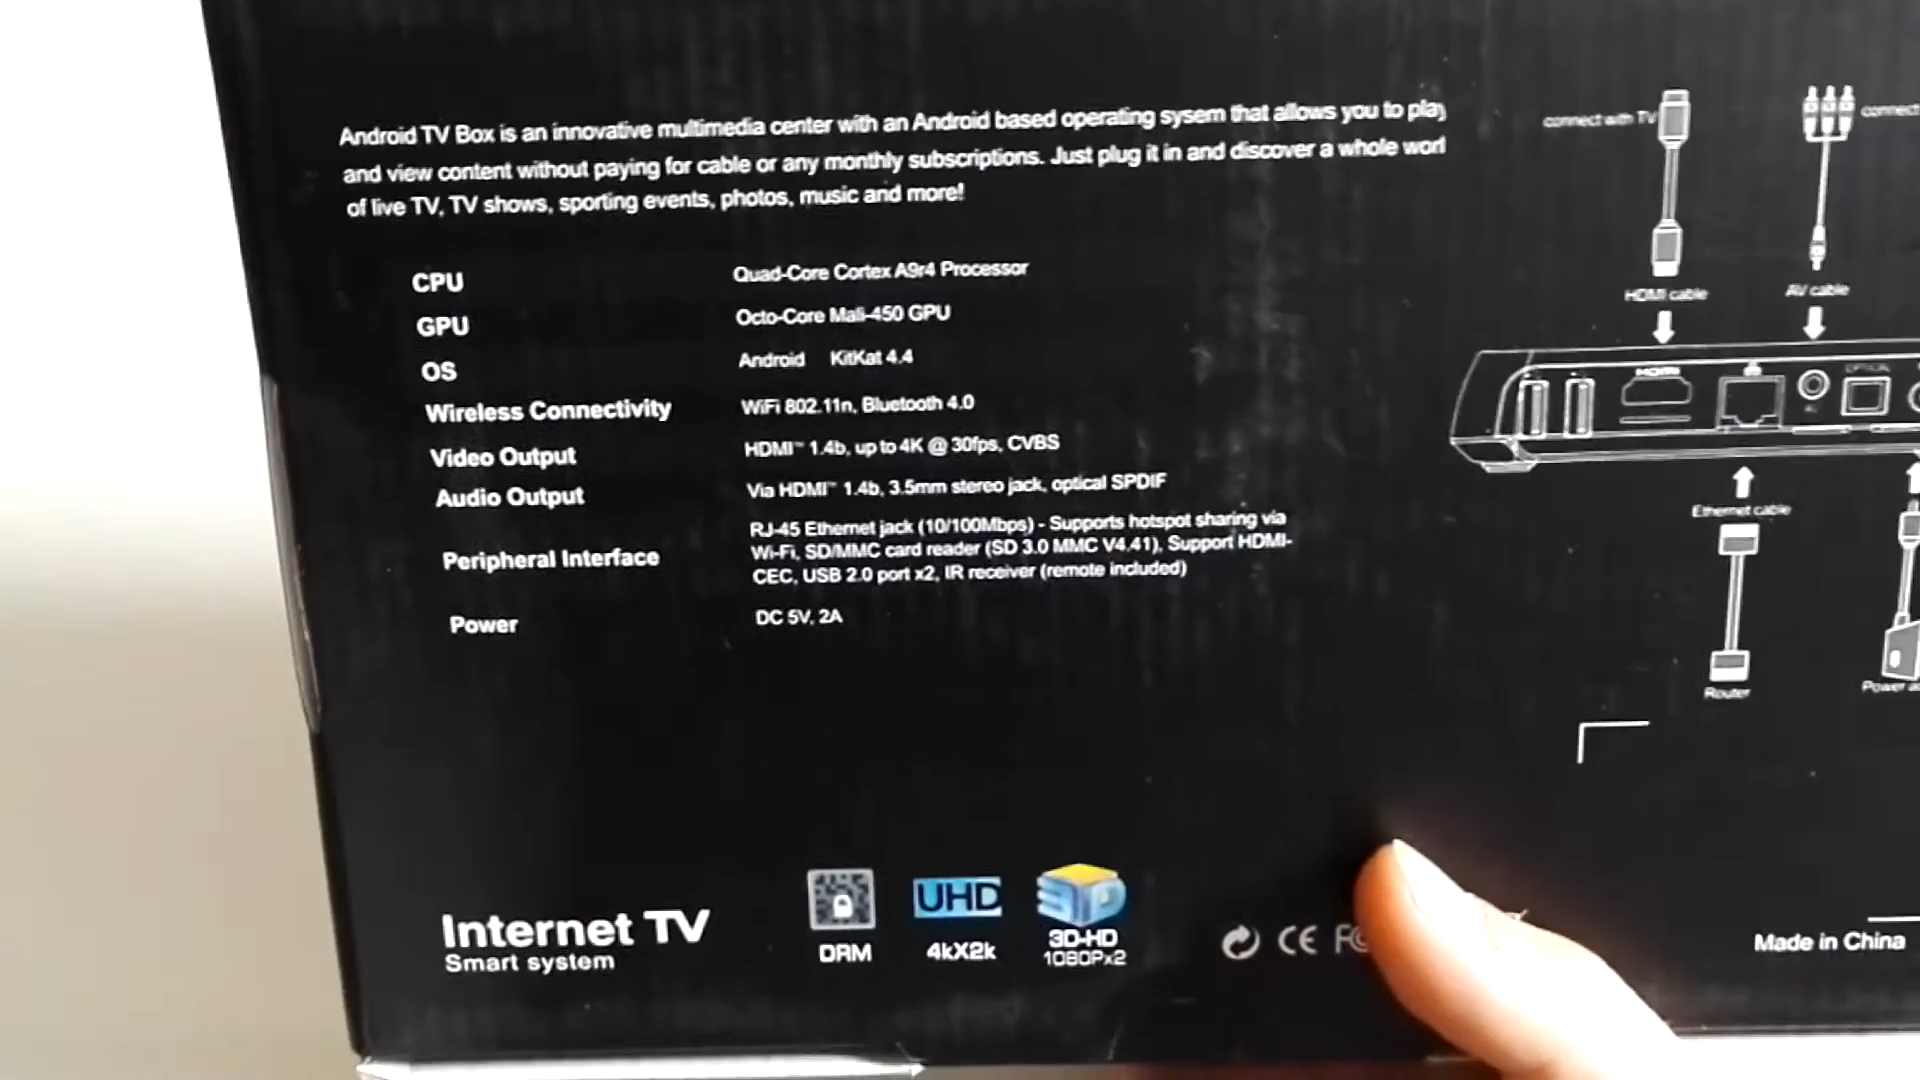 Android TV Box is an innovative multimedia center with an Android based operating sysem that allows you to play
and view content without paying for cable or any monthly subscriptions. Just plug it in and discover a whole worl
of live TV, TV shows, sporting events, photos, music and more!
CPU Quad-Core Cortex A9r4 Processor
GPU Octo-Core Mali-450 GPU
OS Android KitKat 4.4
Wireless Connectivity WiFi 802.11n, Bluetooth 4.0
Video Output HDMI™ 1.4b, up to 4K @ 30fps, CVBS
Audio Output Via HDMI™ 1.4b, 3.5mm stereo jack, optical SPDIF
Peripheral Interface RJ-45 Ethernet jack (10/100Mbps) - Supports hotspot sharing via
Wi-Fi, SD/MMC card reader (SD 3.0 MMC V4.41), Support HDMI-
CEC, USB 2.0 port x2, IR receiver (remote included)
Power DC 5V, 2A
connect with TV
connect
HDMI cable
AV cable
HDMI
OPTICAL
Ethernet cable
Router
Power
Internet TV
Smart system
DRM
UHD
4kX2k
3D
3D-HD
1080Px2
CE FC
Made in China